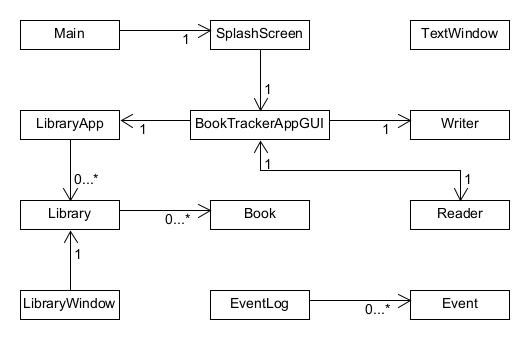 Main
1
SplashScreen
TextWindow
1
LibraryApp
1
BookTrackerAppGUI
1
Writer
0...*
1
1
Library
0...*
Book
Reader
1
LibraryWindow
EventLog
0...*
Event